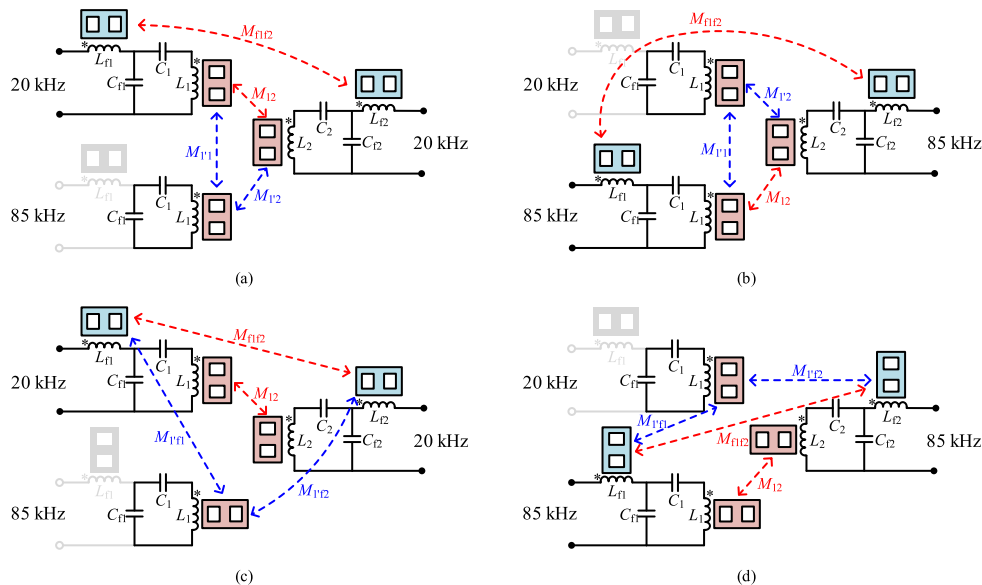 M_f1f2
* L_f1 C_1
20 kHz C_f1 L_1 * M_12
* L_f2
C_2
M_1'1 * L_2 C_f2 20 kHz
* L_f1 M_1'2
85 kHz C_f1 C_1 L_1 *
(a)
M_f1f2
* L_f1 C_1
20 kHz C_f1 L_1 * M_1'2
* L_f2
C_2
M_1'1 * L_2 C_f2 85 kHz
* L_f1 M_12
85 kHz C_f1 C_1 L_1 *
(b)
M_f1f2
* L_f1 C_1
20 kHz C_f1 L_1 * M_12
* L_f2
C_2
M_1'f1 * L_2 C_f2 20 kHz
* L_f1 M_1'f2
85 kHz C_f1 C_1 L_1 *
(c)
* L_f1 C_1
20 kHz C_f1 L_1 * M_1'f2
* L_f2
M_1'f1 C_2
M_f1f2 * L_2 C_f2 85 kHz
* L_f1 M_12
85 kHz C_f1 C_1 L_1 *
(d)